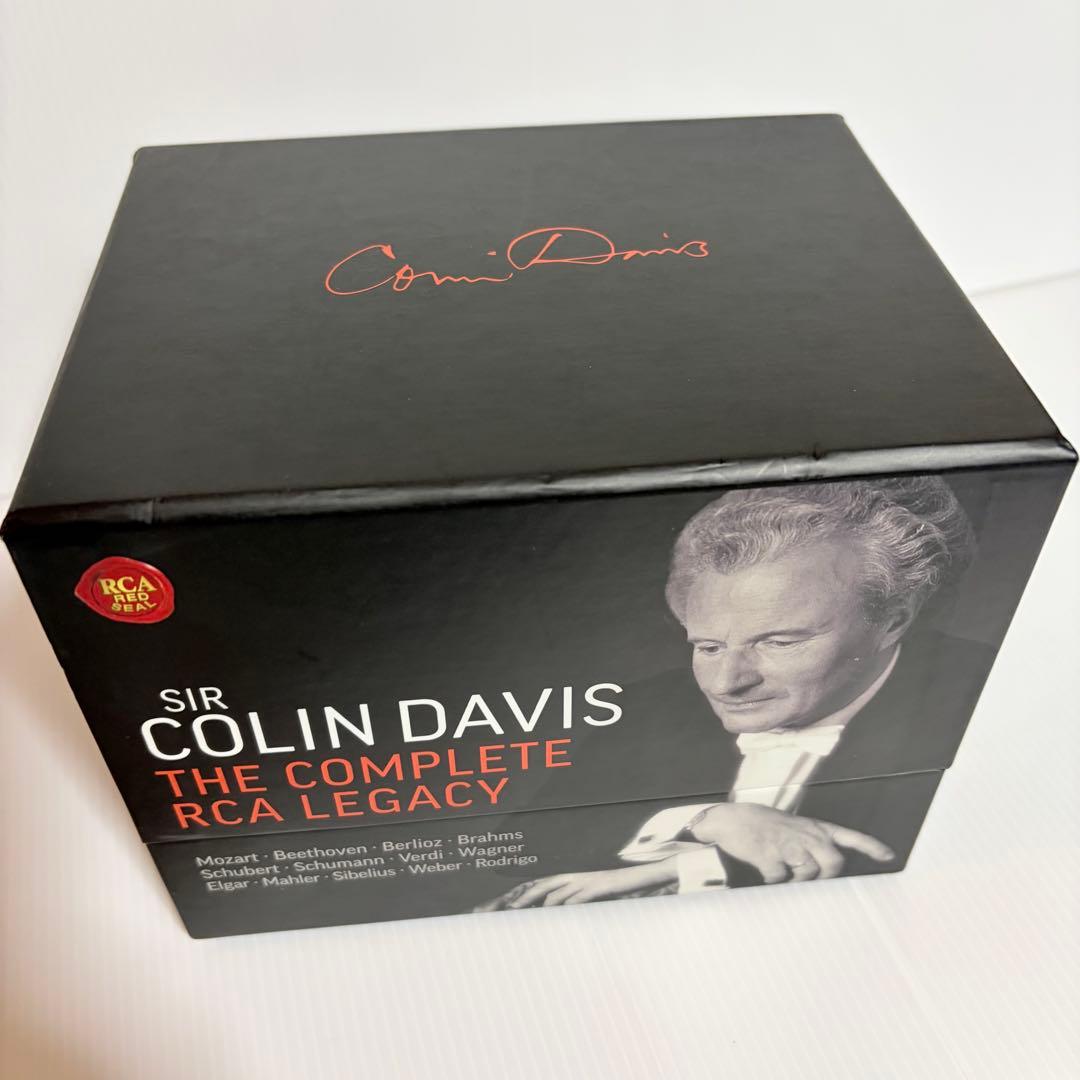 Colin Davis
RCA
RED
SEAL
SIR
COLIN DAVIS
THE COMPLETE
RCA LEGACY
Mozart · Beethoven · Berlioz · Brahms
Schubert · Schumann · Verdi · Wagner
Elgar · Mahler · Sibelius · Weber · Rodrigo